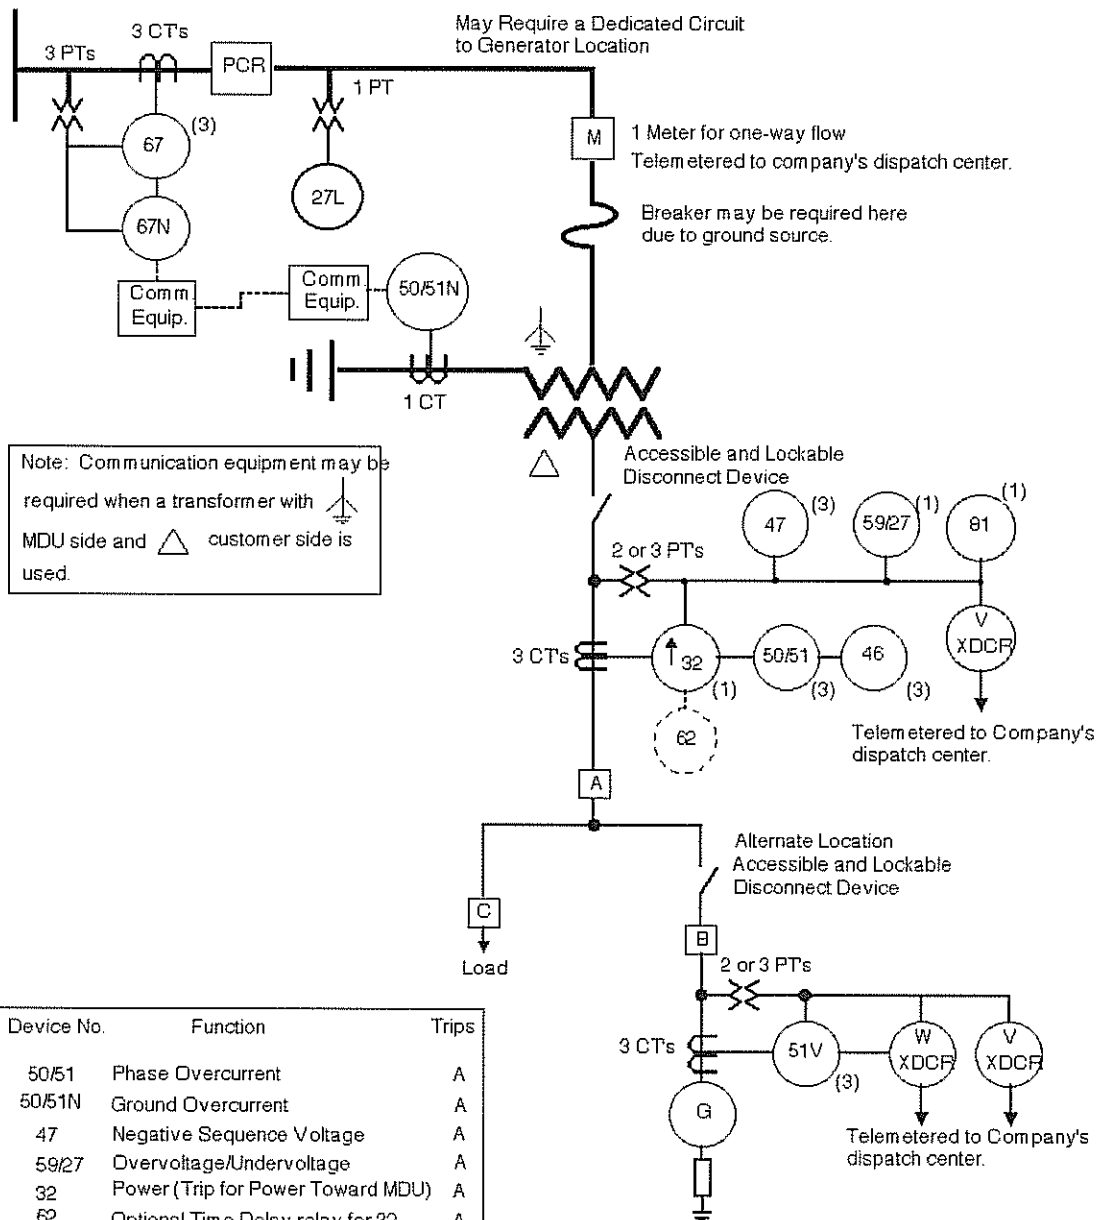 May Require a Dedicated Circuit
to Generator Location
3 CT's
3 PTs
PCR
1 PT
67
(3)
M
1 Meter for one-way flow
Telemetered to company's dispatch center.
27L
67N
Breaker may be required here
due to ground source.
Comm
Equip.
Comm
Equip.
50/51N
1 CT
Note: Communication equipment may be
required when a transformer with
MDU side and customer side is
used.
Accessible and Lockable
Disconnect Device
47
(3)
59/27
(1)
81
(1)
2 or 3 PT's
V
XDCR
3 CT's
32
(1)
50/51
(3)
46
(3)
62
Telemetered to Company's
dispatch center.
A
Alternate Location
Accessible and Lockable
Disconnect Device
C
Load
B
2 or 3 PT's
3 CT's
51V
(3)
W
XDCR
V
XDCR
G
Telemetered to Company's
dispatch center.
Device No. Function Trips
50/51 Phase Overcurrent A
50/51N Ground Overcurrent A
47 Negative Sequence Voltage A
59/27 Overvoltage/Undervoltage A
32 Power (Trip for Power Toward MDU) A
62 Optional Time Delay relay for 32 A